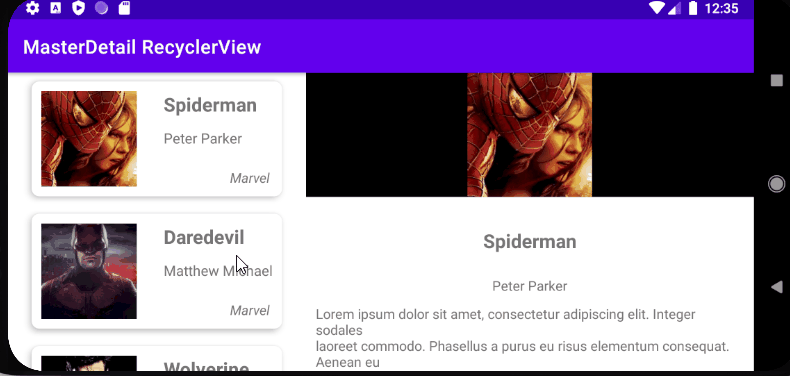 12:35
MasterDetail RecyclerView
Spiderman
Peter Parker
Marvel
Daredevil
Matthew Michael
Marvel
Wolverine
Spiderman
Peter Parker
Lorem ipsum dolor sit amet, consectetur adipiscing elit. Integer
sodales
laoreet commodo. Phasellus a purus eu risus elementum consequat.
Aenean eu